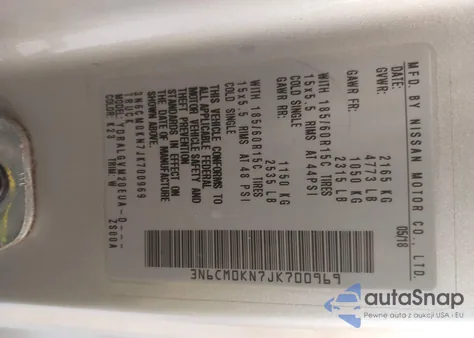 MFD. BY NISSAN MOTOR CO., LTD.
DATE: 05/18
GVWR: 2165 KG
4773 LB
GAWR FR: 1050 KG
2315 LB
WITH 185/60R15C TIRES
15x5.5 RIMS AT 44PSI
COLD SINGLE
GAWR RR: 1150 KG
2535 LB
WITH 185/60R15C TIRES
15x5.5 RIMS AT 48 PSI
COLD SINGLE
THIS VEHICLE CONFORMS TO
ALL APPLICABLE FEDERAL
MOTOR VEHICLE SAFETY AND
THEFT PREVENTION
STANDARDS IN EFFECT
ON THE DATE OF MANUFACTURE
SHOWN ABOVE.
3N6CM0KN7JK700969
TRUCK
COLOR: K23 TRIM: W
3N6CM0KN7JK700969
autoSnap
Pewne auta z aukcji USA i EU